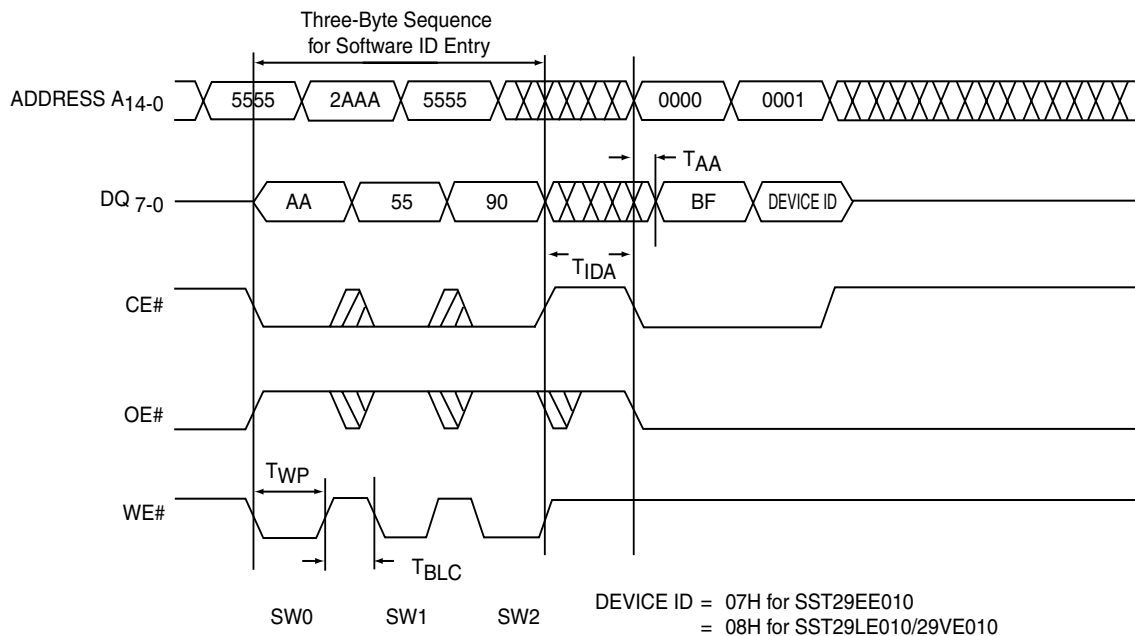 Three-Byte Sequence
for Software ID Entry
ADDRESS A14-0
5555
2AAA
5555
0000
0001
TAA
DQ 7-0
AA
55
90
BF
DEVICE ID
TIDA
CE#
OE#
TWP
WE#
TBLC
SW0
SW1
SW2
DEVICE ID = 07H for SST29EE010
= 08H for SST29LE010/29VE010